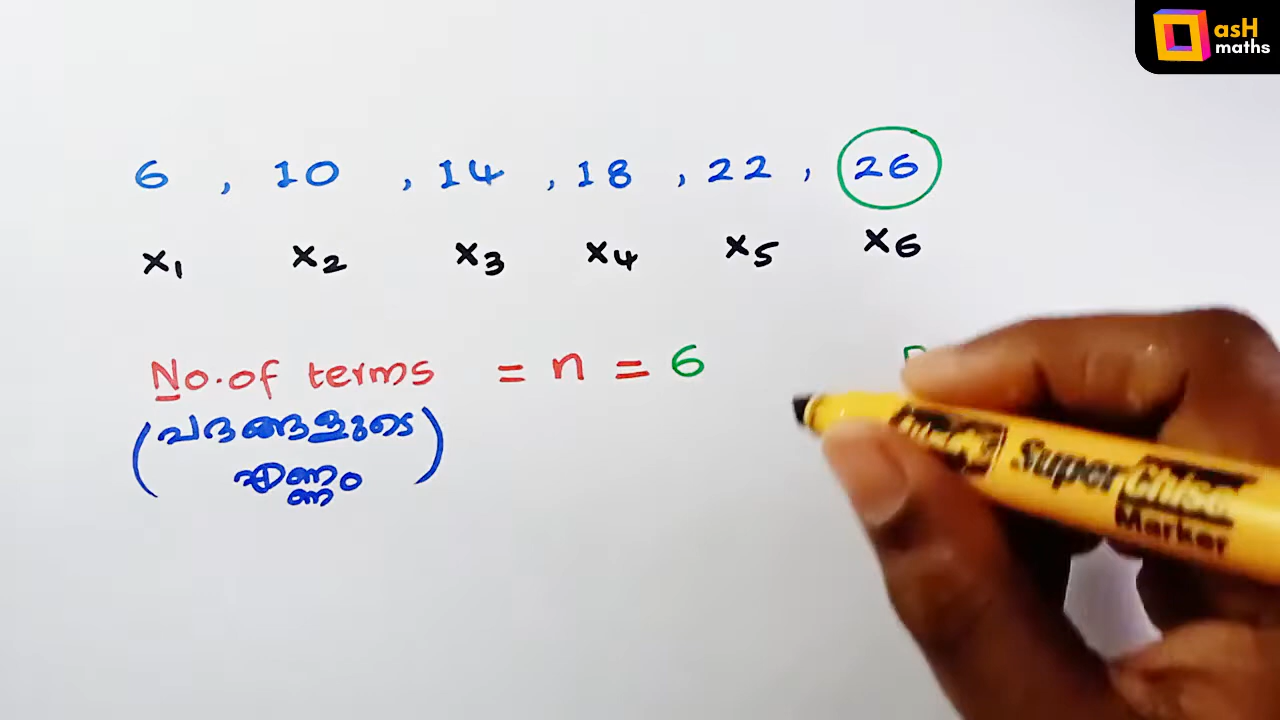 asH
maths
6 , 10 , 14 , 18 , 22 , 26
x₁ x₂ x₃ x₄ x₅ x₆
No.of terms = n = 6
(പദങ്ങളുടെ
എണ്ണം)
Super Chisel
Marker